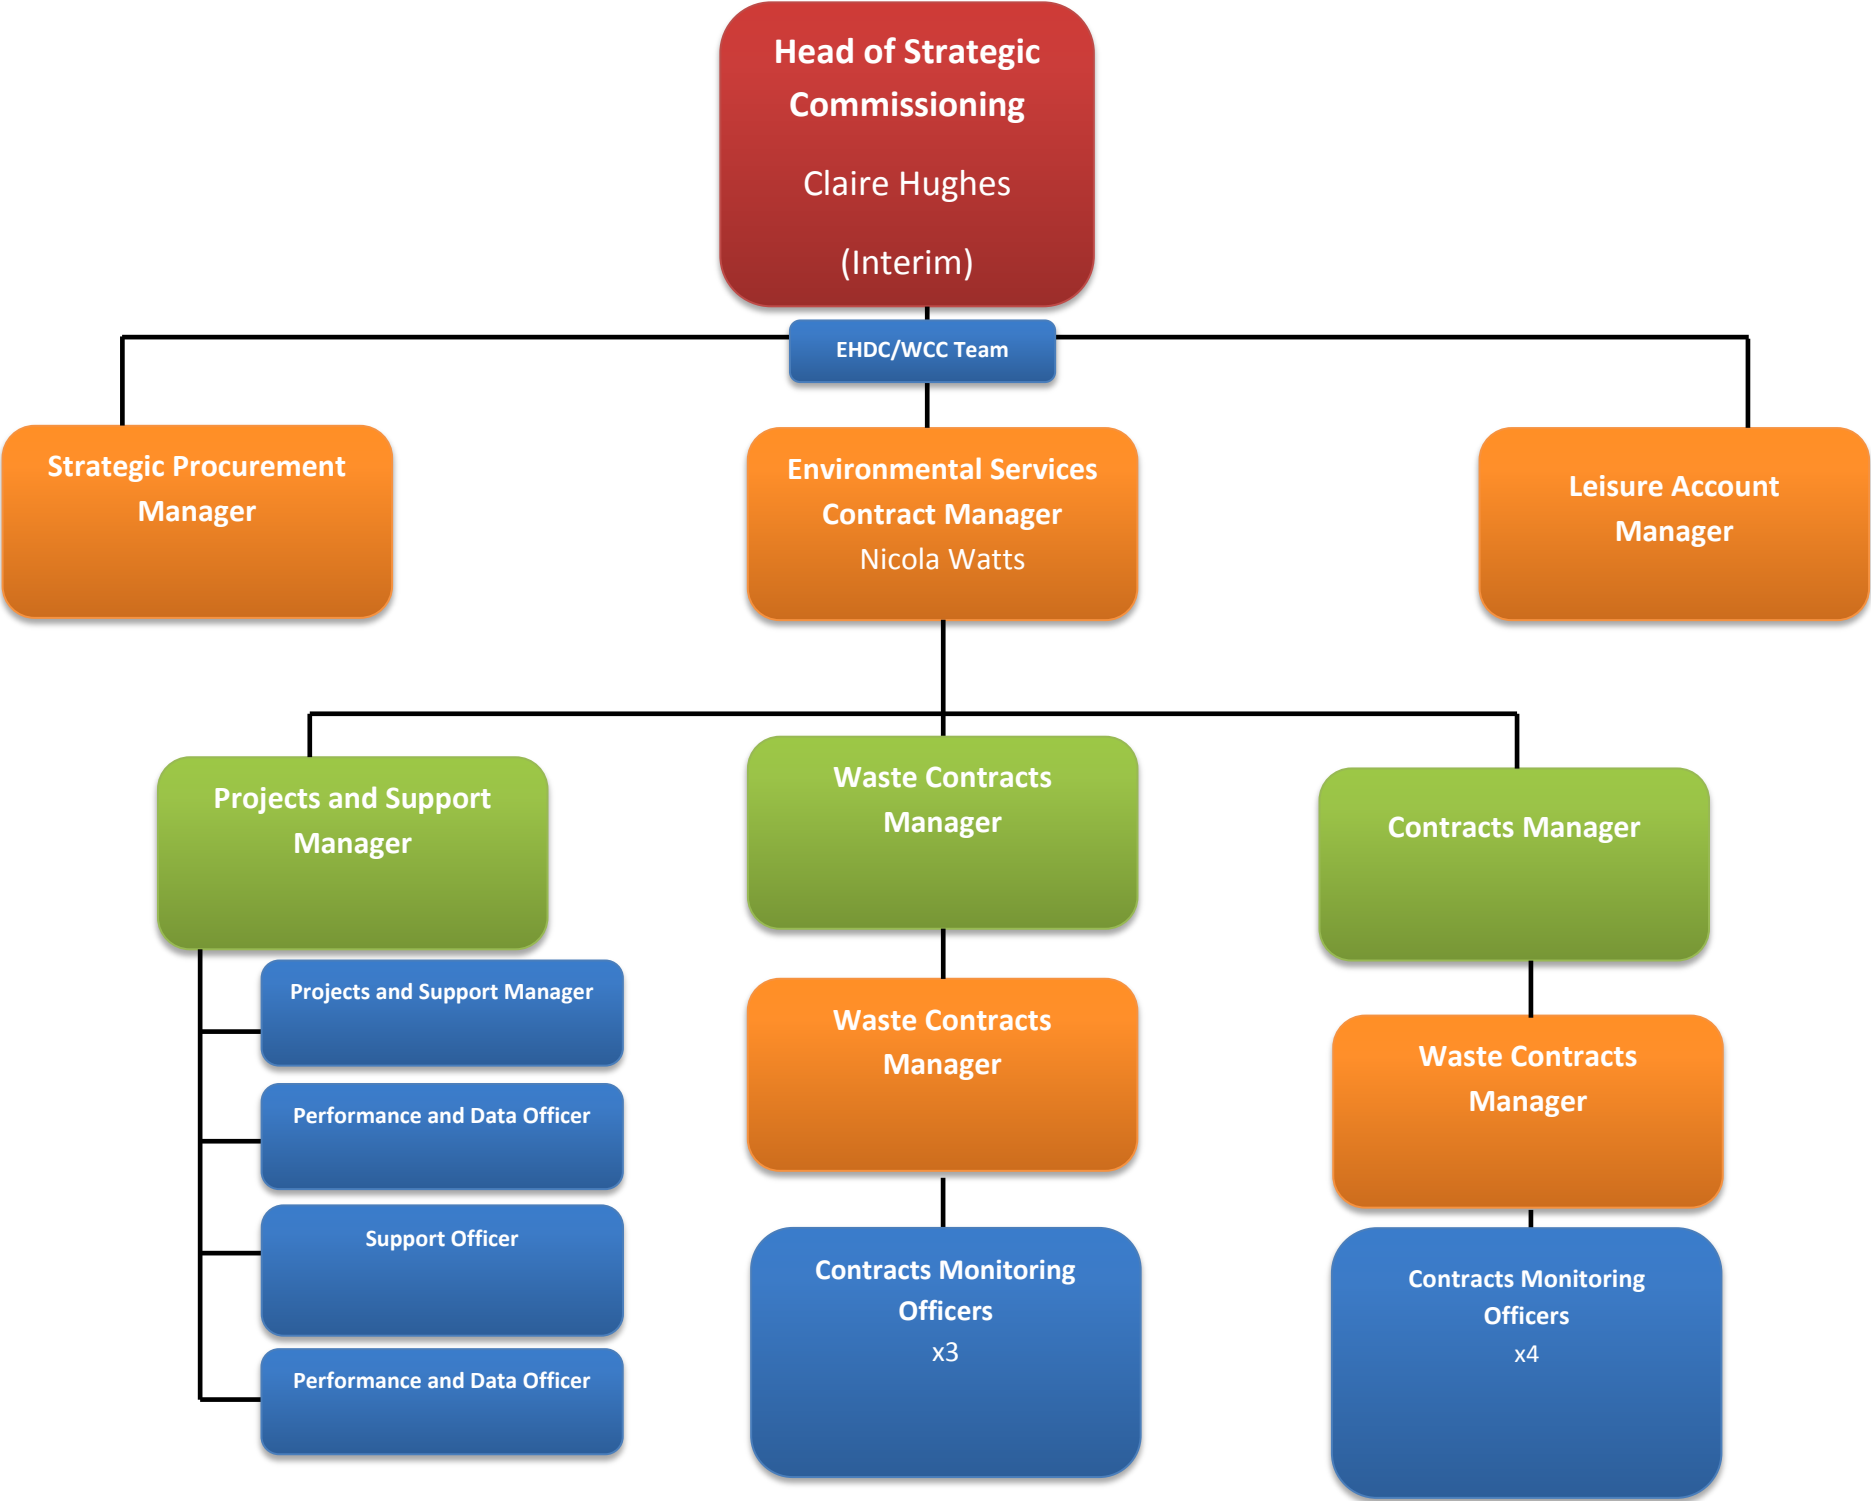 Head of Strategic
Commissioning
Claire Hughes
(Interim)
EHDC/WCC Team
Strategic Procurement
Manager
Environmental Services
Contract Manager
Nicola Watts
Leisure Account
Manager
Projects and Support
Manager
Waste Contracts
Manager
Contracts Manager
Projects and Support Manager
Performance and Data Officer
Support Officer
Performance and Data Officer
Waste Contracts
Manager
Waste Contracts
Manager
Contracts Monitoring
Officers
x3
Contracts Monitoring
Officers
x4